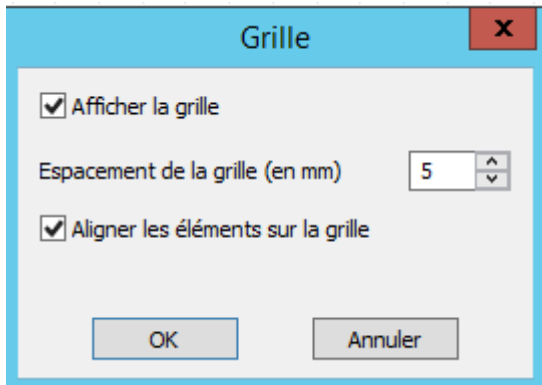 Grille
x
Afficher la grille
Espacement de la grille (en mm) 5
Aligner les éléments sur la grille
OK Annuler